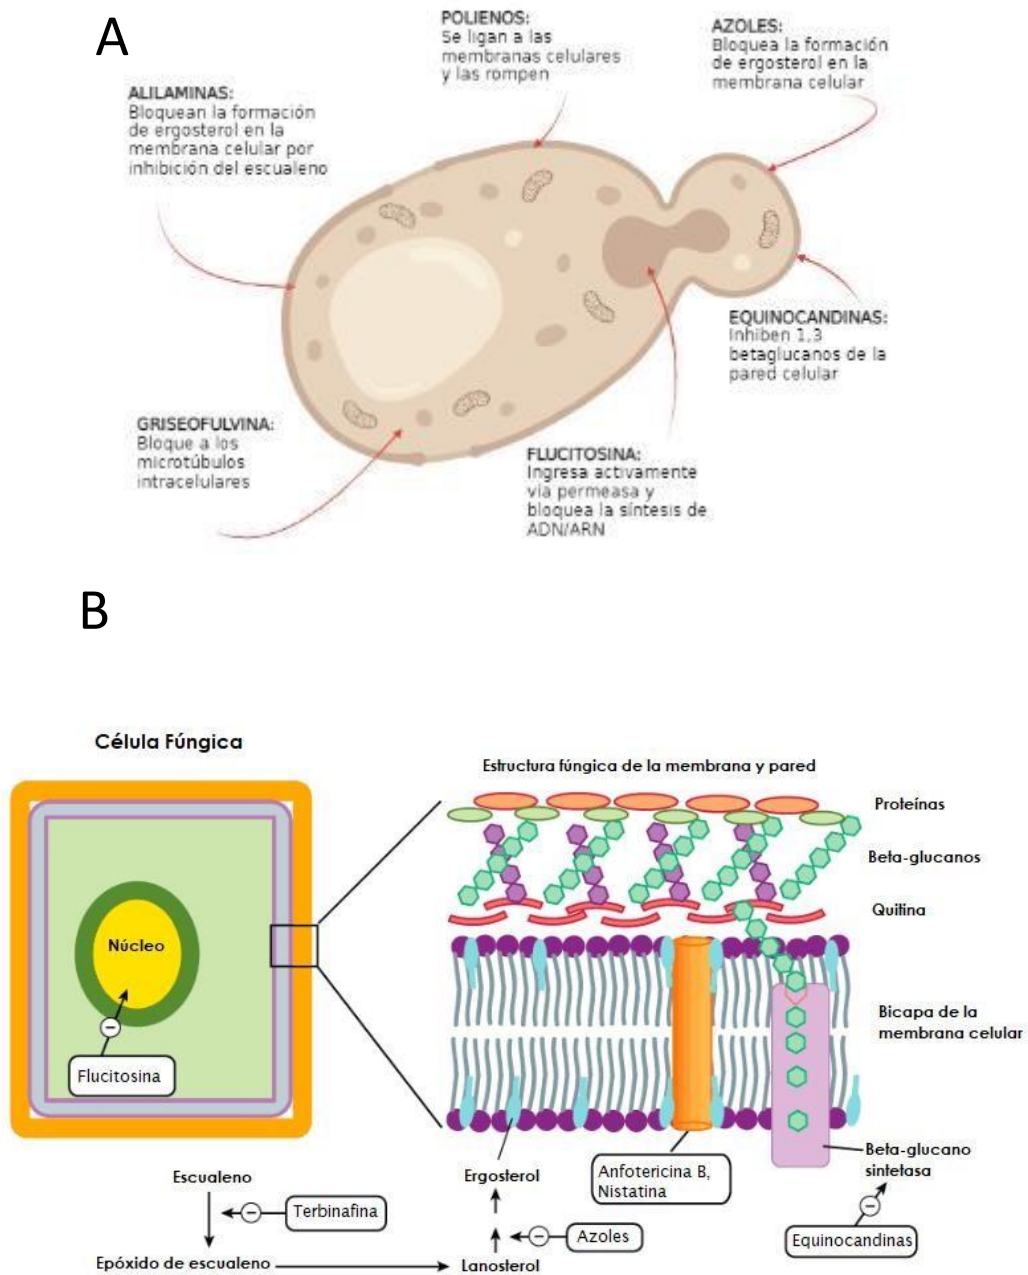 A
POLIENOS:
Se ligan a las
membranas celulares
y las rompen
AZOLES:
Bloquea la formación
de ergosterol en la
membrana celular
ALILAMINAS:
Bloquean la formación
de ergosterol en la
membrana celular por
inhibición del escualeno
EQUINOCANDINAS:
Inhiben 1,3
betaglucanos de la
pared celular
GRISEOFULVINA:
Bloque a los
microtúbulos
intracelulares
FLUCITOSINA:
Ingresa activamente
vía permeasa y
bloquea la síntesis de
ADN/ARN
B
Célula Fúngica
Núcleo
Flucitosina
Estructura fúngica de la membrana y pared
Proteínas
Beta-glucanos
Quitina
Bicapa de la
membrana celular
Beta-glucano
sintetasa
Equinocandinas
Anfotericina B,
Nistatina
Escualeno
Terbinafina
Epóxido de escualeno
Ergosterol
Azoles
Lanosterol